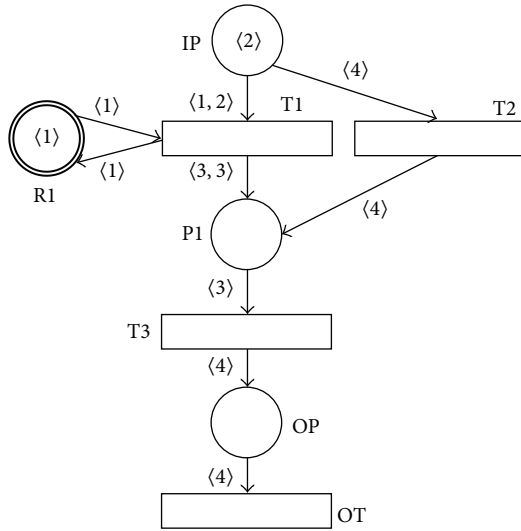 IP
⟨2⟩
⟨4⟩
⟨1⟩
⟨1, 2⟩
T1
T2
⟨1⟩
⟨1⟩
⟨3, 3⟩
⟨4⟩
R1
P1
⟨3⟩
T3
⟨4⟩
OP
⟨4⟩
OT